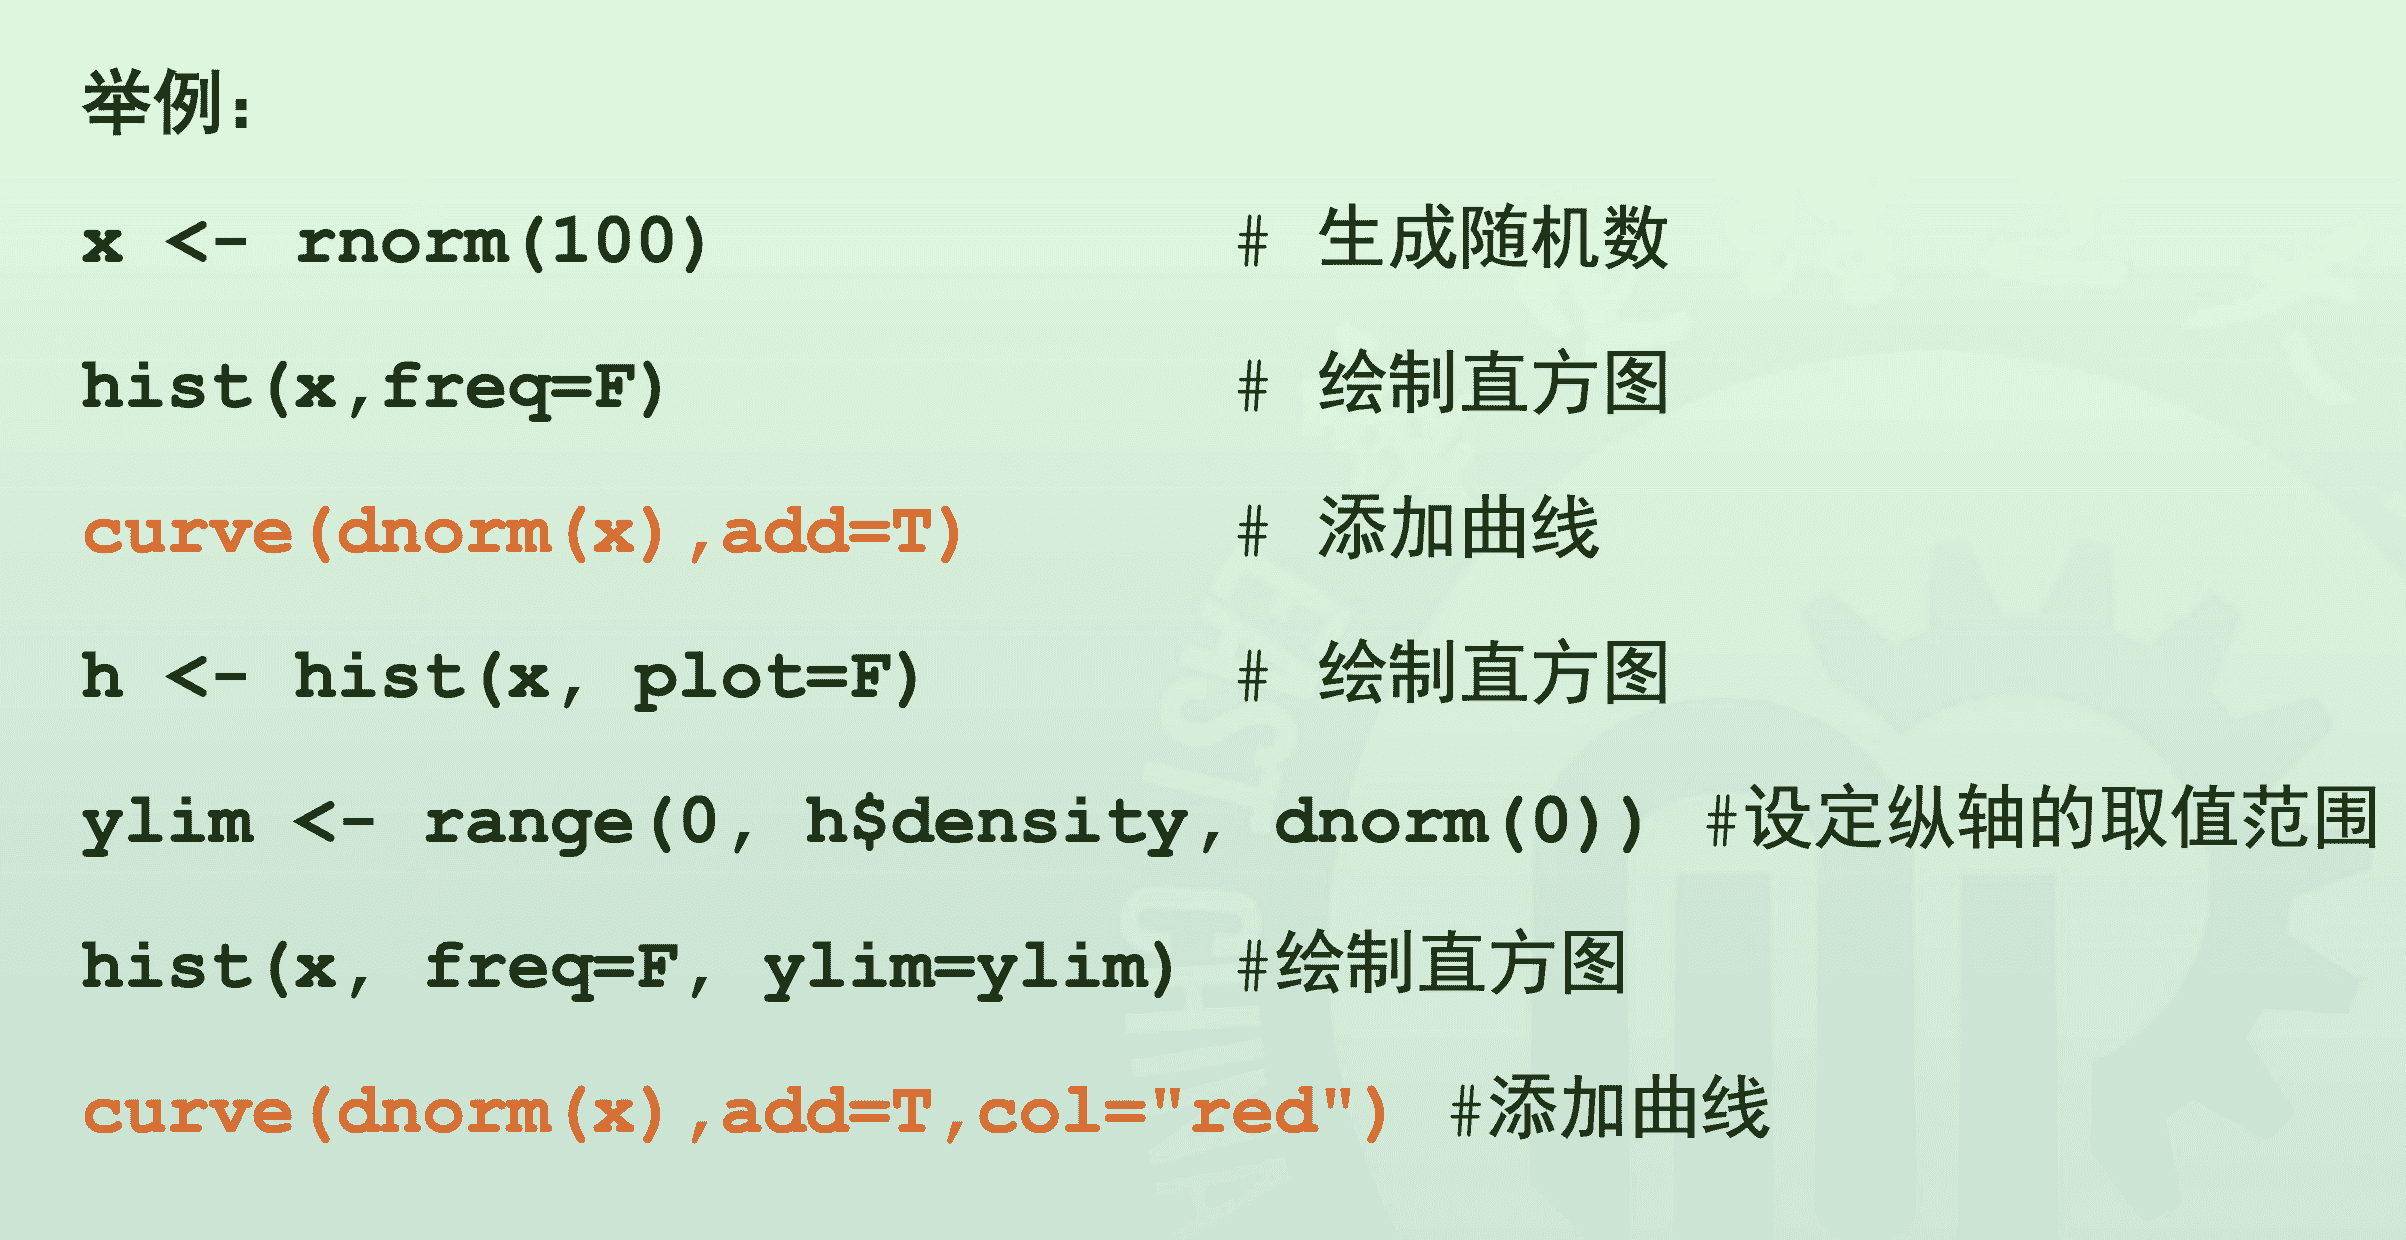 举例:
x <- rnorm(100) # 生成随机数
hist(x,freq=F) # 绘制直方图
curve(dnorm(x),add=T) # 添加曲线
h <- hist(x, plot=F) # 绘制直方图
ylim <- range(0, h$density, dnorm(0)) #设定纵轴的取值范围
hist(x, freq=F, ylim=ylim) #绘制直方图
curve(dnorm(x),add=T,col="red") #添加曲线
EAST CHINA